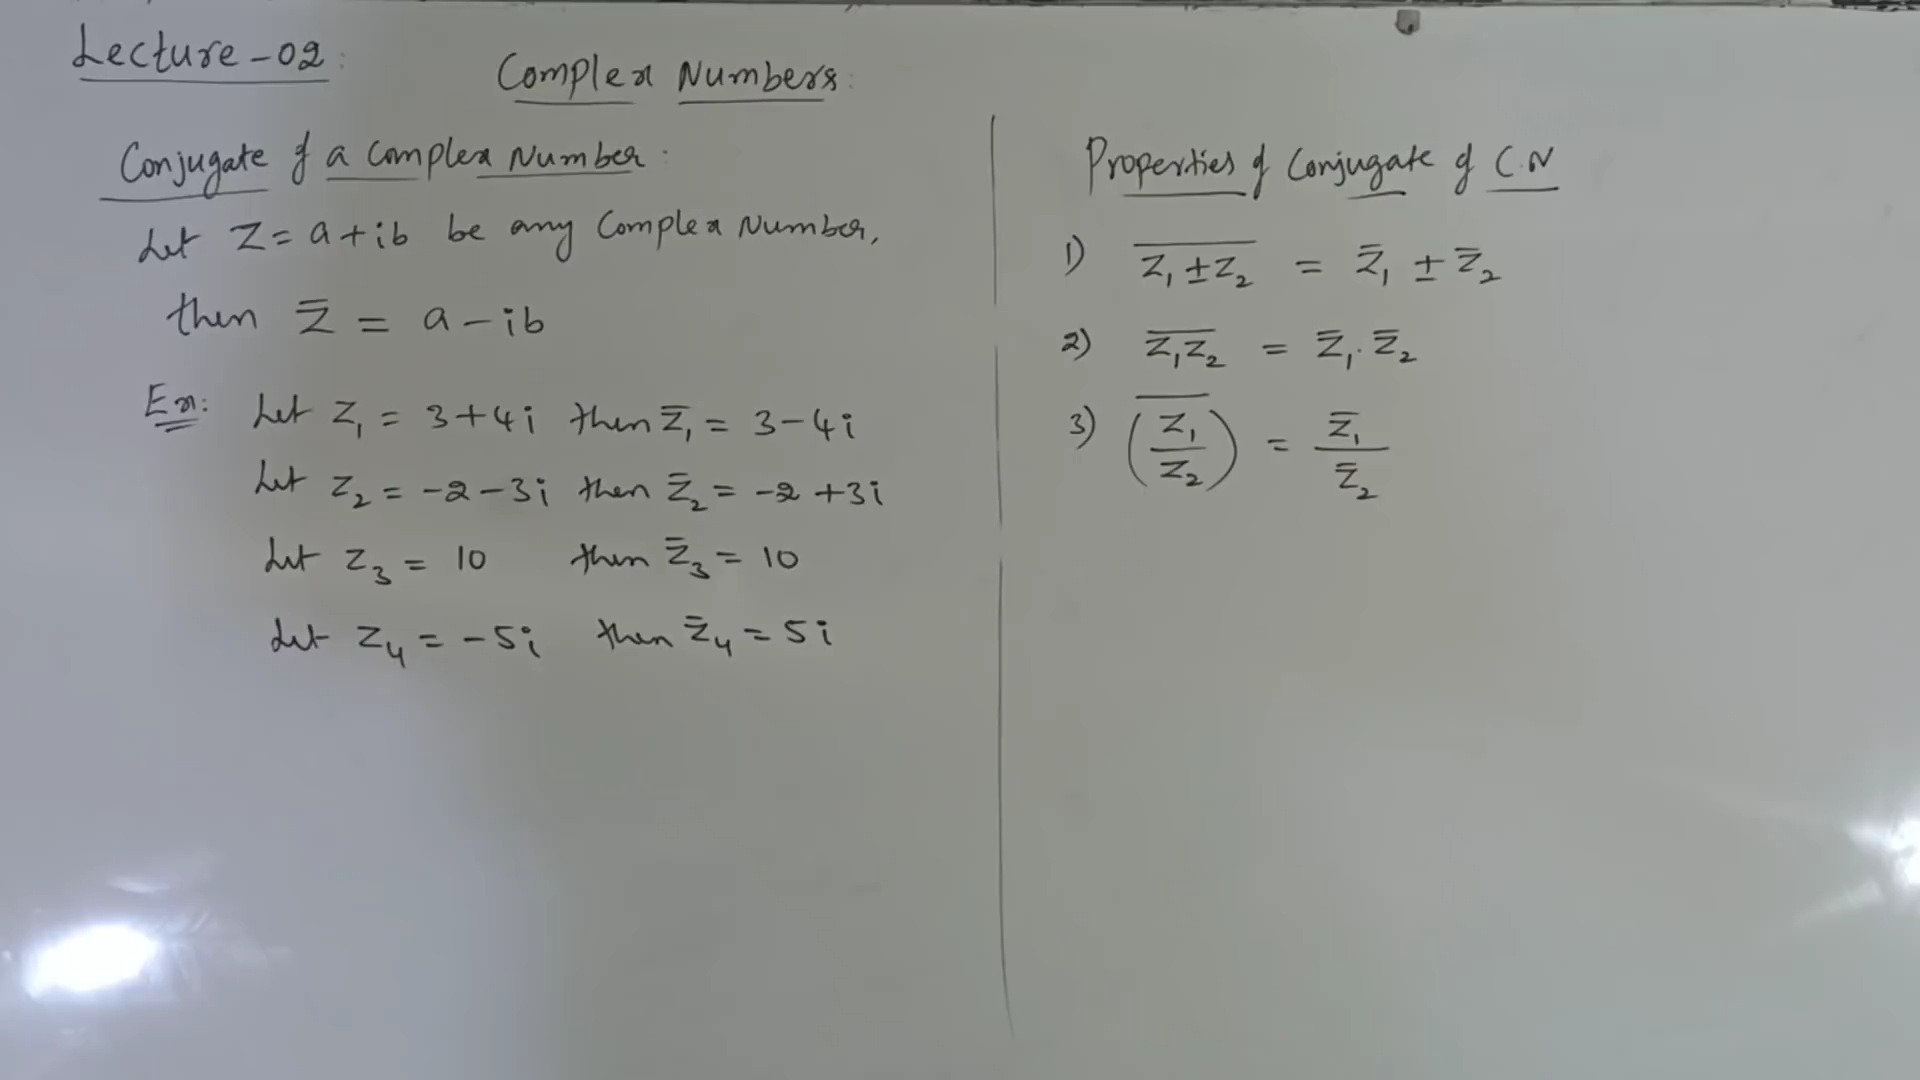 Lecture-02:
Complex Numbers:
Conjugate of a Complex Number:
Let Z = a+ib be any Complex Number,
then z̄ = a-ib
Ex: Let z₁ = 3+4i then z̄₁ = 3-4i
Let z₂ = -2-3i then z̄₂ = -2+3i
Let z₃ = 10 then z̄₃ = 10
Let z₄ = -5i then z̄₄ = 5i
Properties of Conjugate of C.N
1) \overline{z₁ ± z₂} = z̄₁ ± z̄₂
2) \overline{z₁z₂} = z̄₁ . z̄₂
3) \overline{(z₁/z₂)} = z̄₁/z̄₂